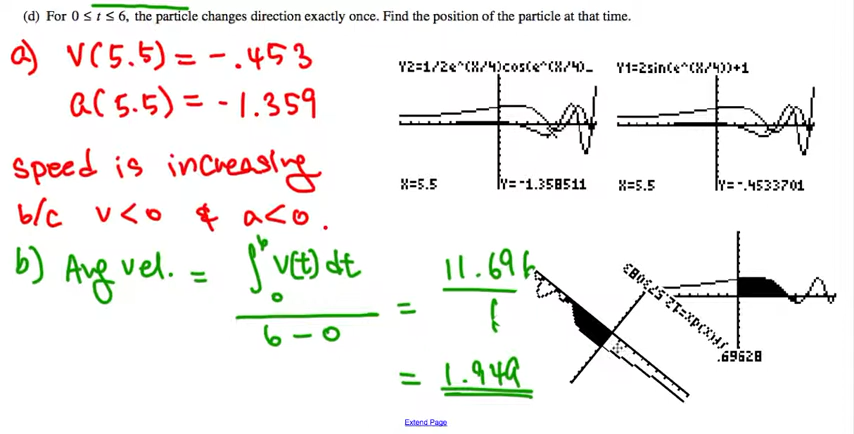 (d) For 0 ≤ t ≤ 6, the particle changes direction exactly once. Find the position of the particle at that time.
a) V(5.5) = -.453
a(5.5) = -1.359
speed is increasing
b/c v<0 & a<0.
Y2=1/2e^(X/4)cos(e^(X/4)
X=5.5 Y=-1.358511
Y1=2sin(e^(X/4))+1
X=5.5 Y=-.4533701
b) Avg vel. = ∫₀⁶ V(t) dt
6 - 0
= 11.696
6
= 1.949
.69628
Extend Page